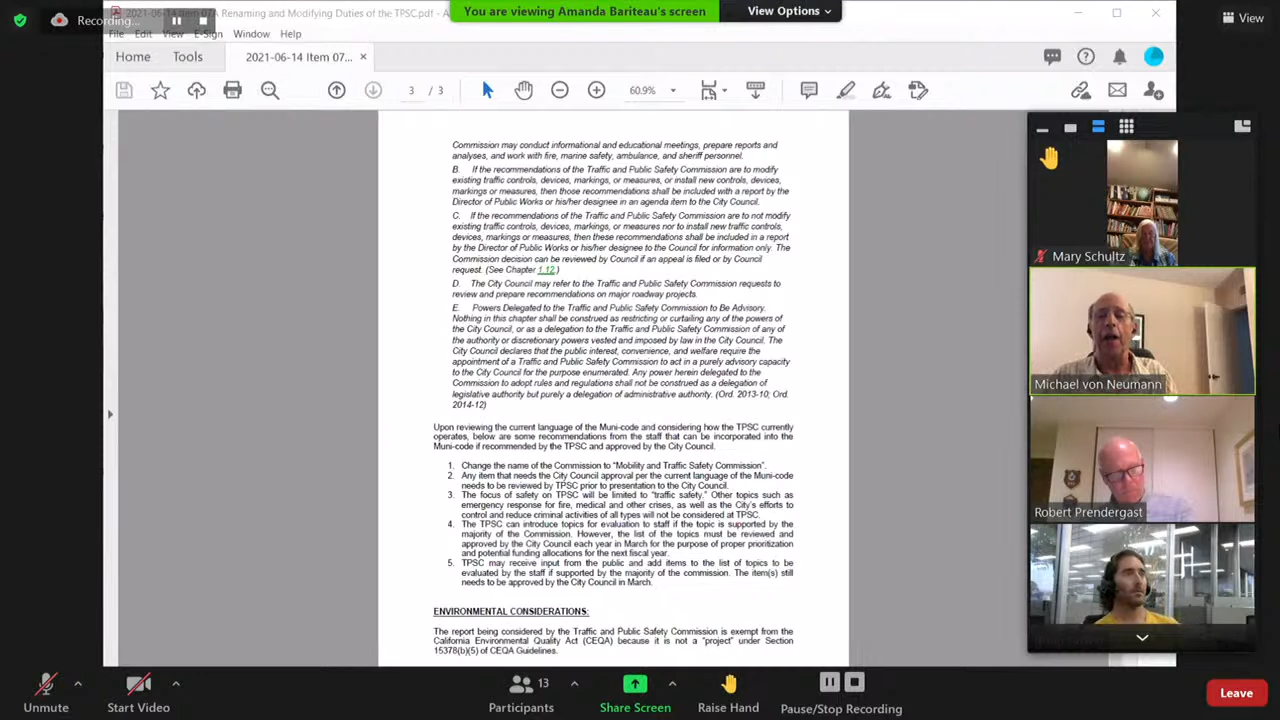 Recording...
2021-06-14 Item 07A Renaming and Modifying Duties of the TPSC.pdf - A
You are viewing Amanda Bariteau's screen
View Options
View
File Edit View E-Sign Window Help
Home Tools 2021-06-14 Item 07... ×
3 / 3 60.9%
Commission may conduct informational and educational meetings, prepare reports and
analyses, and work with fire, marine safety, ambulance, and sheriff personnel.
B. If the recommendations of the Traffic and Public Safety Commission are to modify
existing traffic controls, devices, markings, or measures, or install new controls, devices,
markings or measures, then those recommendations shall be included with a report by the
Director of Public Works or his/her designee in an agenda item to the City Council.
C. If the recommendations of the Traffic and Public Safety Commission are to not modify
existing traffic controls, devices, markings, or measures nor to install new traffic controls,
devices, markings or measures, then these recommendations shall be included in a report
by the Director of Public Works or his/her designee to the Council for information only. The
Commission decision can be reviewed by Council if an appeal is filed or by Council
request. (See Chapter 1.12.)
D. The City Council may refer to the Traffic and Public Safety Commission requests to
review and prepare recommendations on major roadway projects.
E. Powers Delegated to the Traffic and Public Safety Commission to Be Advisory.
Nothing in this chapter shall be construed as restricting or curtailing any of the powers of
the City Council, or as a delegation to the Traffic and Public Safety Commission of any of
the authority or discretionary powers vested and imposed by law in the City Council. The
City Council declares that the public interest, convenience, and welfare require the
appointment of a Traffic and Public Safety Commission to act in a purely advisory capacity
to the City Council for the purpose enumerated. Any power herein delegated to the
Commission to adopt rules and regulations shall not be construed as a delegation of
legislative authority but purely a delegation of administrative authority. (Ord. 2013-10; Ord.
2014-12)
Upon reviewing the current language of the Muni-code and considering how the TPSC currently
operates, below are some recommendations from the staff that can be incorporated into the
Muni-code if recommended by the TPSC and approved by the City Council.
1. Change the name of the Commission to "Mobility and Traffic Safety Commission".
2. Any item that needs the City Council approval per the current language of the Muni-code
needs to be reviewed by TPSC prior to presentation to the City Council.
3. The focus of safety on TPSC will be limited to "traffic safety." Other topics such as
emergency response for fire, medical and other crises, as well as the City's efforts to
control and reduce criminal activities of all types will not be considered at TPSC.
4. The TPSC can introduce topics for evaluation to staff if the topic is supported by the
majority of the Commission. However, the list of the topics must be reviewed and
approved by the City Council each year in March for the purpose of proper prioritization
and potential funding allocations for the next fiscal year.
5. TPSC may receive input from the public and add items to the list of topics to be
evaluated by the staff if supported by the majority of the commission. The item(s) still
needs to be approved by the City Council in March.
ENVIRONMENTAL CONSIDERATIONS:
The report being considered by the Traffic and Public Safety Commission is exempt from the
California Environmental Quality Act (CEQA) because it is not a "project" under Section
15378(b)(5) of CEQA Guidelines.
Mary Schultz
Michael von Neumann
Robert Prendergast
Unmute
Start Video
13
Participants
Share Screen
Raise Hand
Pause/Stop Recording
Leave